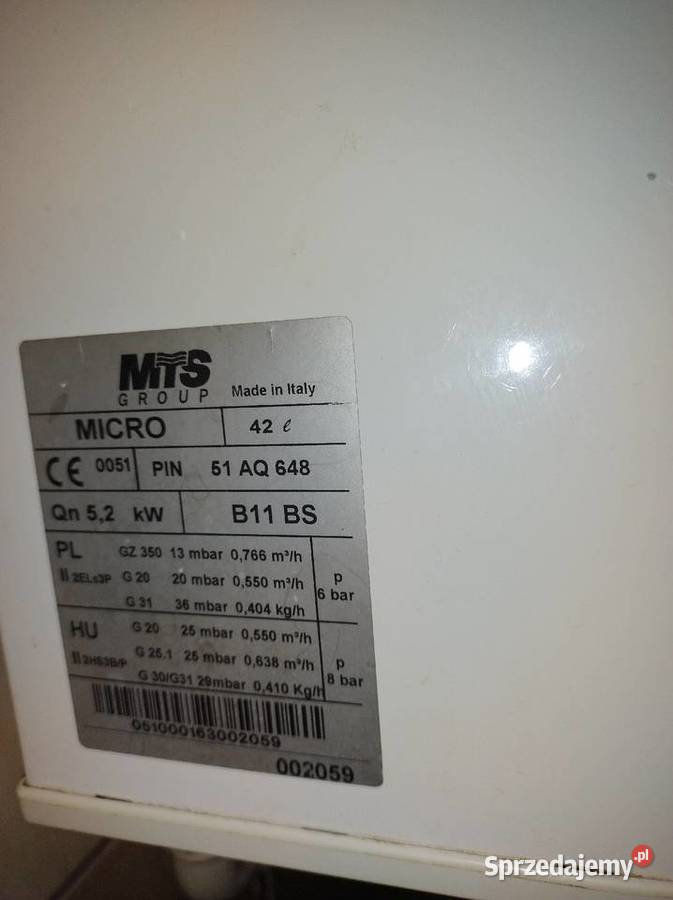 MTS
GROUP
Made in Italy
MICRO 42 ℓ
CE 0051 PIN 51 AQ 648
Qn 5,2 kW B11 BS
PL GZ 350 13 mbar 0,766 m³/h
II 2ELs3P G 20 20 mbar 0,550 m³/h
G 31 36 mbar 0,404 kg/h
p
6 bar
HU G 20 25 mbar 0,550 m³/h
II 2HS3B/P G 25.1 25 mbar 0,638 m³/h
G 30/G31 29mbar 0,410 Kg/h
p
8 bar
051000163002059
002059
Sprzedajemy.pl